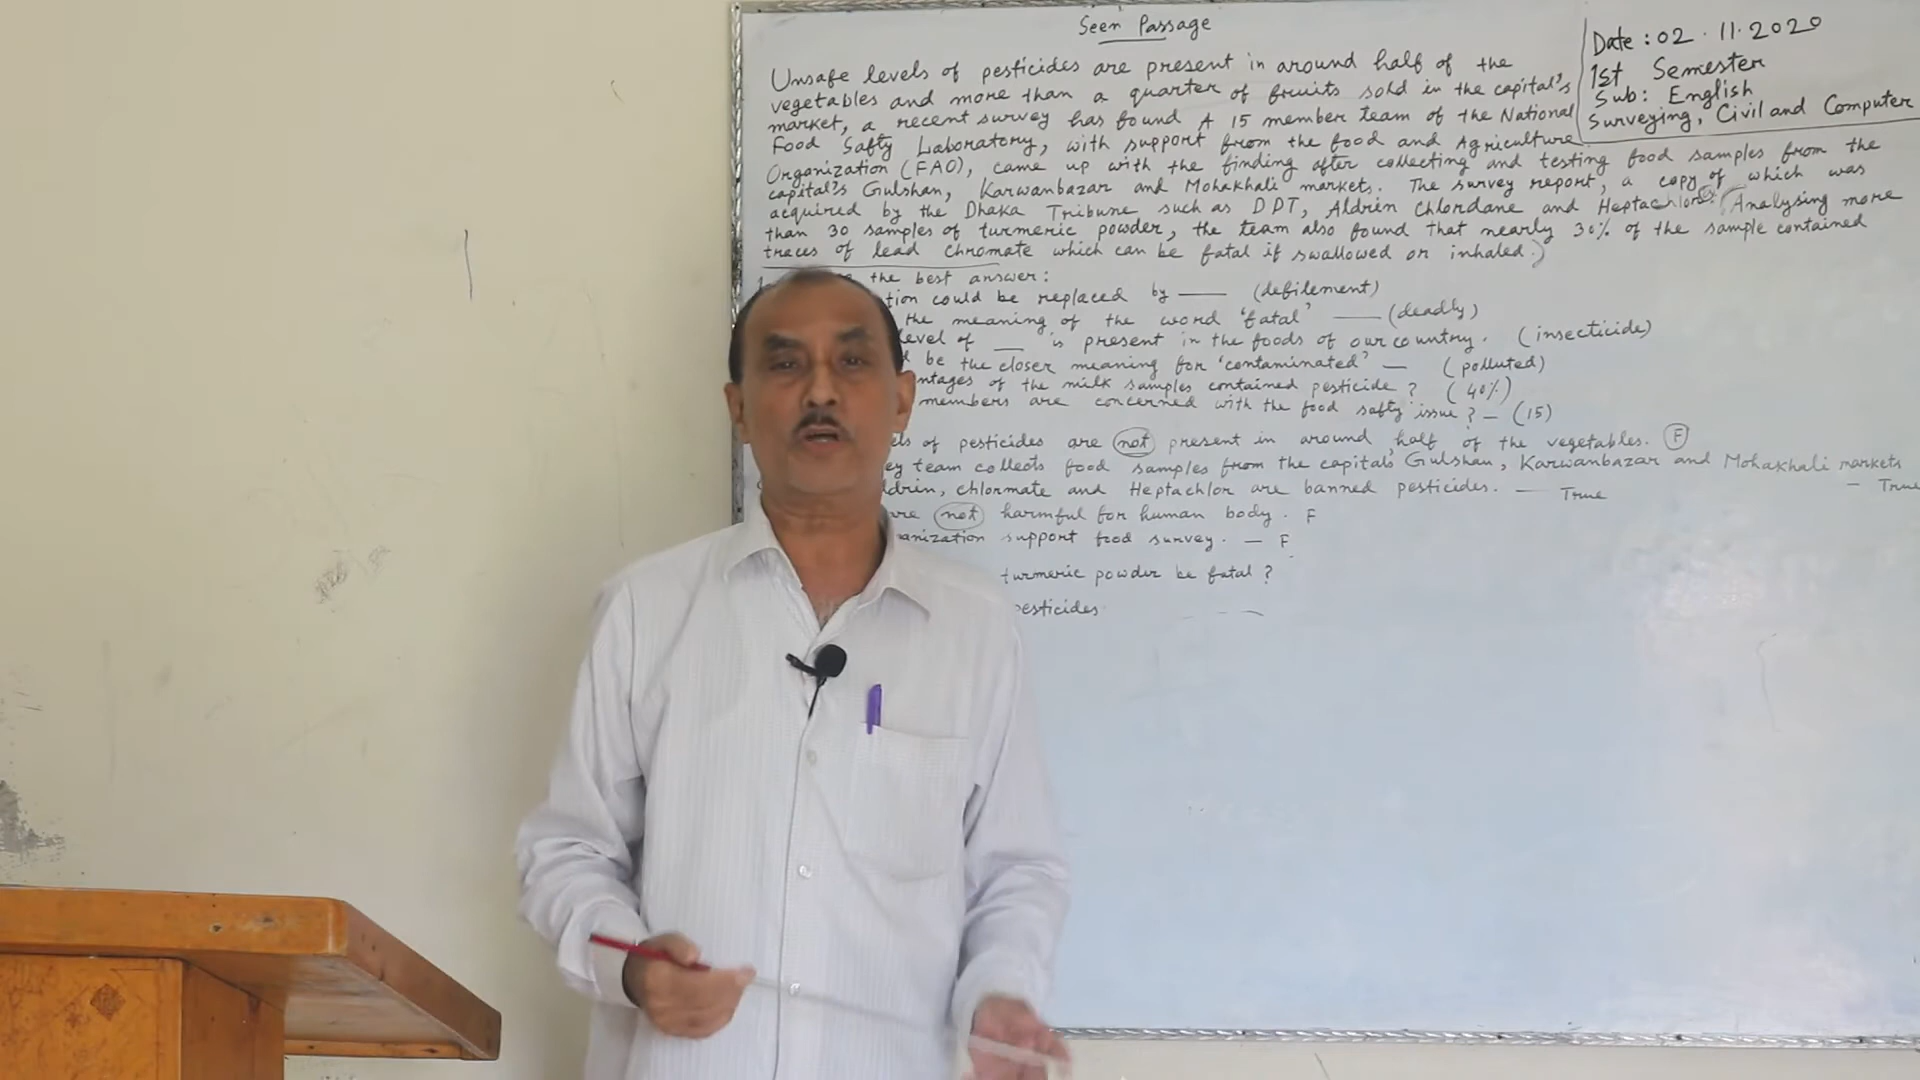 Seen Passage
Date : 02 . 11. 2020
1st Semester
Sub: English
Surveying, Civil and Computer
Unsafe levels of pesticides are present in around half of the
vegetables and more than a quarter of fruits sold in the capital's
market, a recent survey has found A 15 member team of the National
Food Safty Laboratory, with support from the food and Agriculture
Organization (FAO), came up with the finding after collecting and testing food samples from the
capital's Gulshan, Karwanbazar and Mohakhali markets. The survey report, a copy of which was
acquired by the Dhaka Tribune such as DDT, Aldrin Chlordane and Heptachlor. (Analysing more
than 30 samples of turmeric powder, the team also found that nearly 30% of the sample contained
traces of lead chromate which can be fatal if swallowed or inhaled.)
1. the best answer:
tion could be replaced by —— (defilement)
the meaning of the word 'fatal' —— (deadly)
level of __ is present in the foods of our country. (insecticide)
be the closer meaning for 'contaminated' — (polluted)
ntages of the milk samples contained pesticide ? (40%)
members are concerned with the food safty issue ? — (15)
els of pesticides are not present in around half of the vegetables. F
ey team collects food samples from the capital's Gulshan, Karwanbazar and Mohakhali markets
— True
ldrin, chlormate and Heptachlor are banned pesticides. — True
are not harmful for human body. F
ganization support food survey. — F
turmeric powder be fatal ?
pesticides